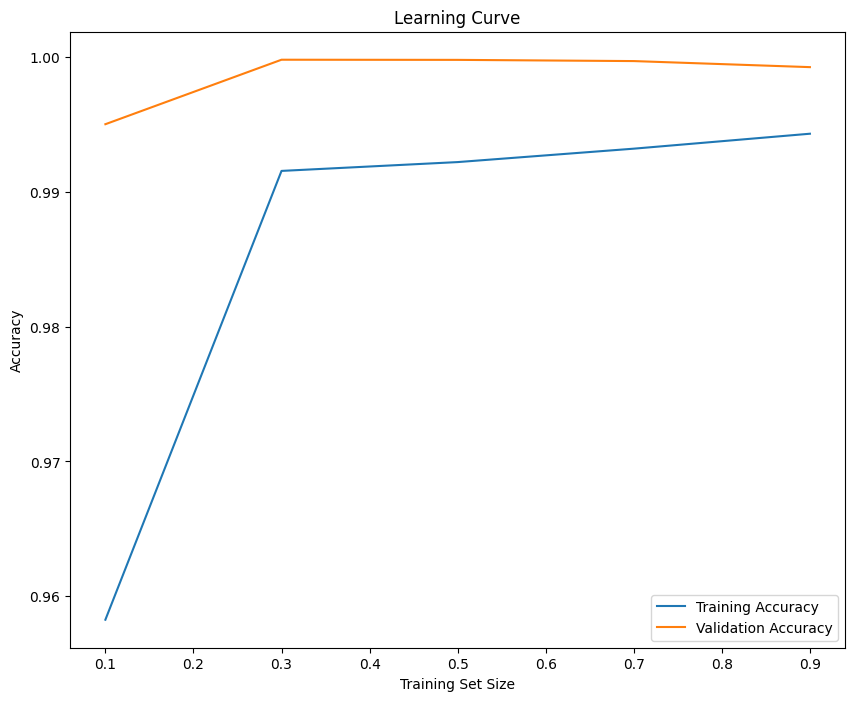 Learning Curve
1.00
0.99
0.98
0.97
0.96
Accuracy
0.1 0.2 0.3 0.4 0.5 0.6 0.7 0.8 0.9
Training Set Size
Training Accuracy
Validation Accuracy